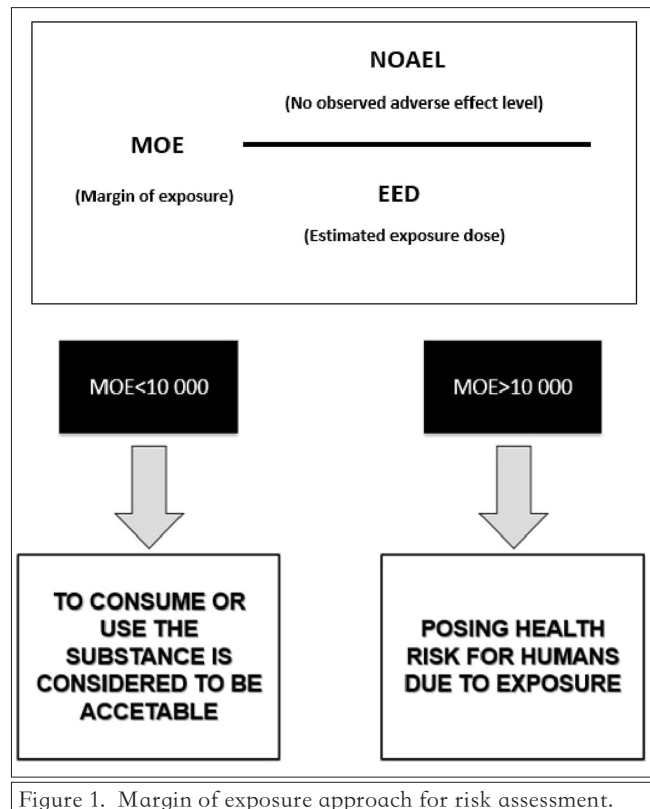 NOAEL
(No observed adverse effect level)
MOE
(Margin of exposure)
EED
(Estimated exposure dose)
MOE<10 000
MOE>10 000
TO CONSUME OR
USE THE
SUBSTANCE IS
CONSIDERED TO BE
ACCETABLE
POSING HEALTH
RISK FOR HUMANS
DUE TO EXPOSURE
Figure 1. Margin of exposure approach for risk assessment.